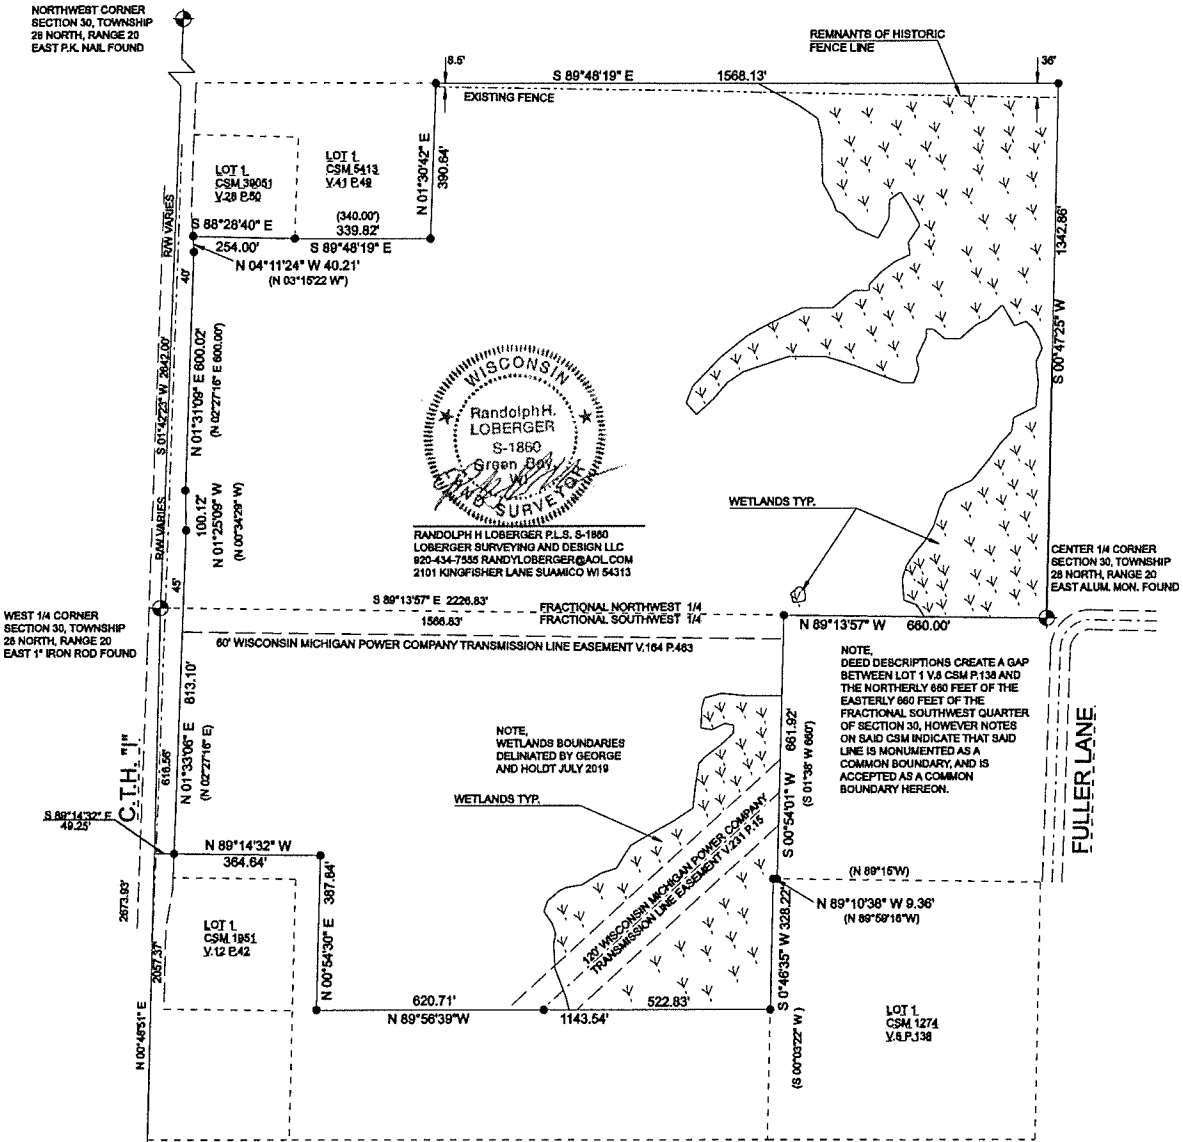 NORTHWEST CORNER
SECTION 30, TOWNSHIP
28 NORTH, RANGE 20
EAST P.K. NAIL FOUND
REMNANTS OF HISTORIC
FENCE LINE
8.5'
36'
S 89°48'19" E 1568.13'
EXISTING FENCE
LOT 1
CSM 5413
V.41 P.49
LOT 1
CSM 39051
V.28 P.50
N 01°30'42" E
390.64'
R/W VARIES
(340.00')
339.82'
S 88°28'40" E
254.00'
S 89°48'19" E
N 04°11'24" W 40.21'
(N 03°15'22 W")
40'
1342.86'
S 00°47'25" W
S 01°42'23" W 2642.00'
N 01°31'09" E 600.02'
(N 02°27'16" E 600.00')
WISCONSIN
Randolph H.
LOBERGER
S-1860
Green Bay,
WI
LAND SURVEYOR
RANDOLPH H LOBERGER P.L.S. S-1860
LOBERGER SURVEYING AND DESIGN LLC
920-434-7555 RANDYLOBERGER@AOL.COM
2101 KINGFISHER LANE SUAMICO WI 54313
WETLANDS TYP.
R/W VARIES
100.12'
N 01°25'09" W
(N 00°34'29" W)
45'
CENTER 1/4 CORNER
SECTION 30, TOWNSHIP
28 NORTH, RANGE 20
EAST ALUM. MON. FOUND
WEST 1/4 CORNER
SECTION 30, TOWNSHIP
28 NORTH, RANGE 20
EAST 1" IRON ROD FOUND
S 89°13'57" E 2226.83'
1566.83'
FRACTIONAL NORTHWEST 1/4
FRACTIONAL SOUTHWEST 1/4
N 89°13'57" W 660.00'
60' WISCONSIN MICHIGAN POWER COMPANY TRANSMISSION LINE EASEMENT V.164 P.463
NOTE,
DEED DESCRIPTIONS CREATE A GAP
BETWEEN LOT 1 V.8 CSM P.138 AND
THE NORTHERLY 660 FEET OF THE
EASTERLY 660 FEET OF THE
FRACTIONAL SOUTHWEST QUARTER
OF SECTION 30, HOWEVER NOTES
ON SAID CSM INDICATE THAT SAID
LINE IS MONUMENTED AS A
COMMON BOUNDARY, AND IS
ACCEPTED AS A COMMON
BOUNDARY HEREON.
NOTE,
WETLANDS BOUNDARIES
DELINIATED BY GEORGE
AND HOLDT JULY 2019
WETLANDS TYP.
N 01°33'06" E 813.10'
(N 02°27'16" E)
616.56'
C.T.H. "I"
FULLER LANE
S 00°54'01" W 661.92'
(S 01°38' W 660')
S 89°14'32" E
49.25'
N 89°14'32" W
364.64'
N 00°54'30" E 387.84'
120' WISCONSIN MICHIGAN POWER COMPANY
TRANSMISSION LINE EASEMENT V.231 P.15
(N 89°15'W)
N 89°10'38" W 9.36'
(N 89°59'16"W)
2673.93'
2057.37'
N 00°46'51" E
LOT 1
CSM 1951
V.12 P.42
S 0°46'35" W 328.22'
(S 00°03'22" W )
620.71'
522.83'
N 89°56'39"W
1143.54'
LOT 1
CSM 1274
V.8 P.138